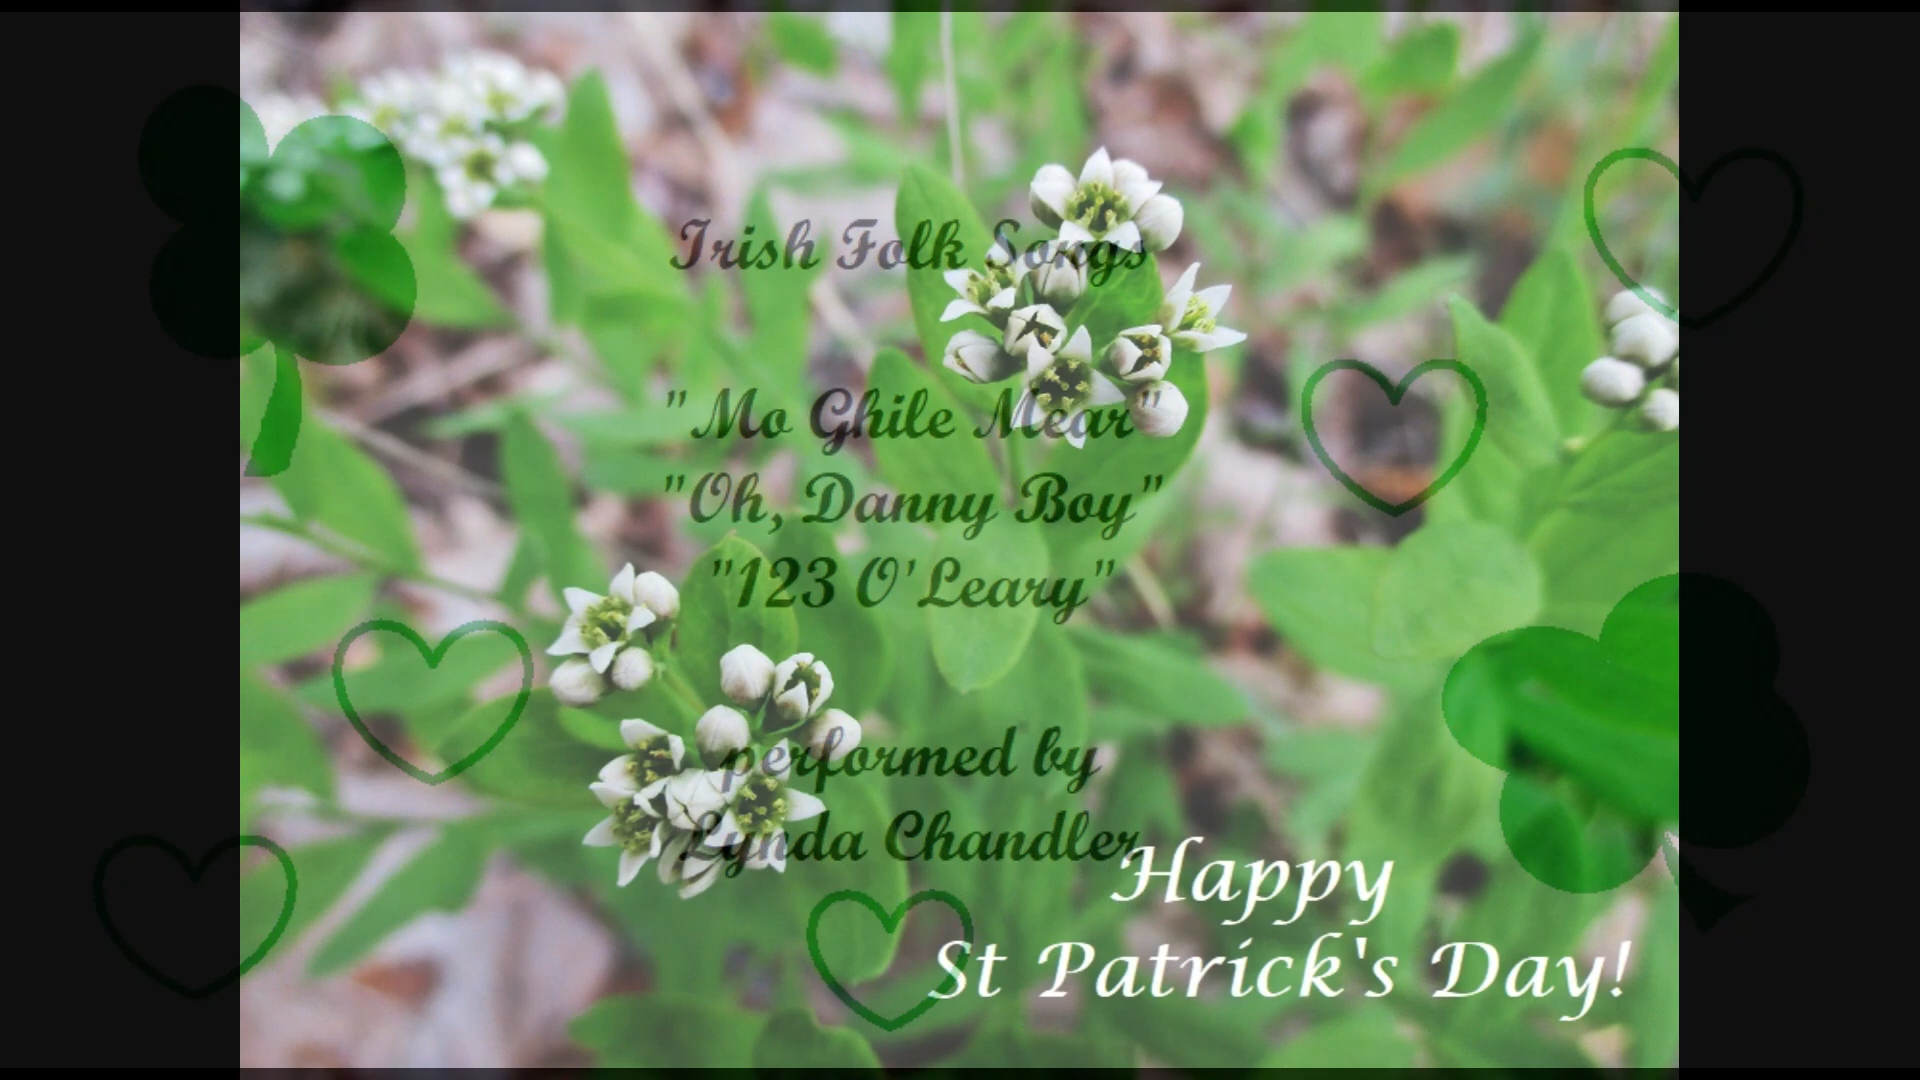 Irish Folk Songs
"Mo Ghile Mear"
"Oh, Danny Boy"
"123 O'Leary"
performed by
Lynda Chandler
Happy
St Patrick's Day!